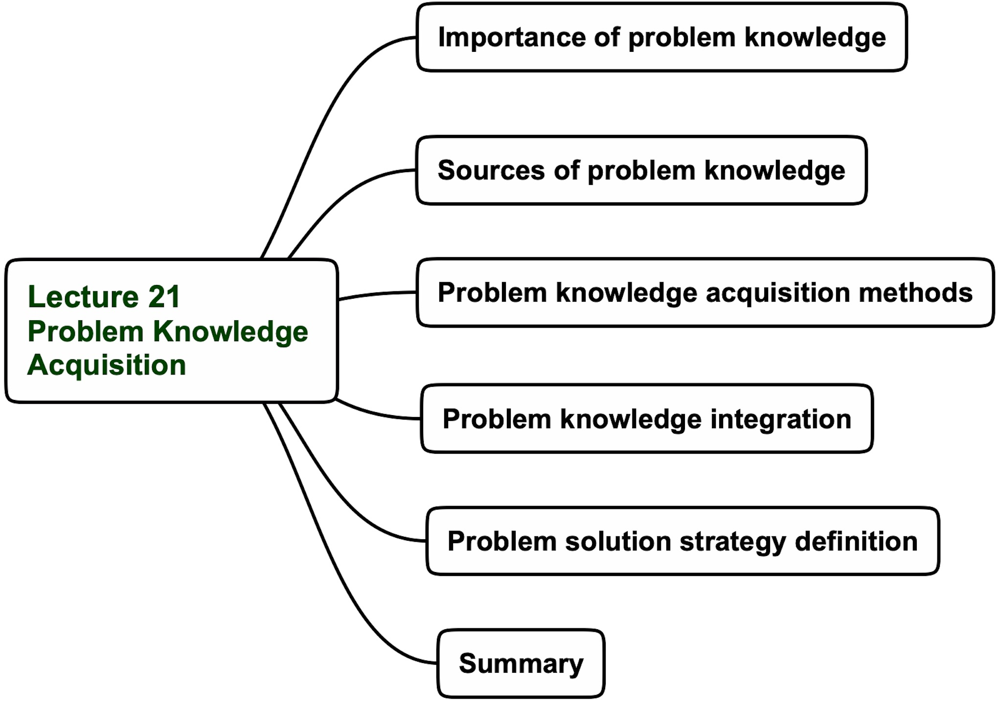 Importance of problem knowledge
Sources of problem knowledge
Lecture 21
Problem Knowledge
Acquisition
Problem knowledge acquisition methods
Problem knowledge integration
Problem solution strategy definition
Summary